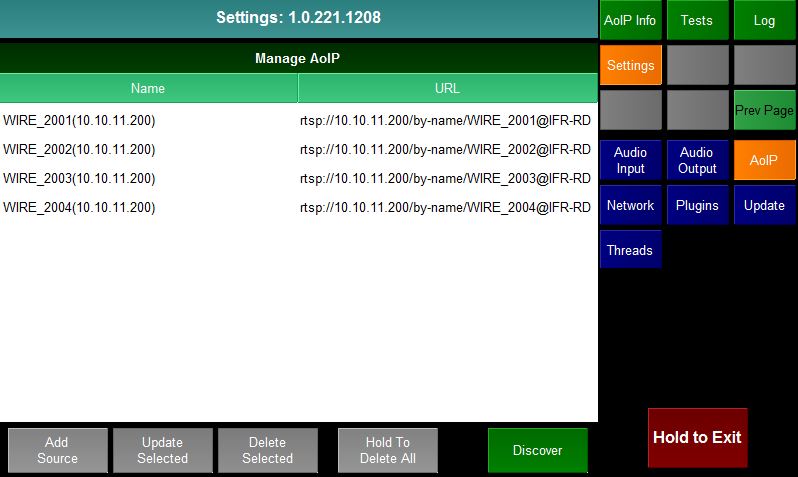 Settings: 1.0.221.1208
AoIP Info
Tests
Log
Manage AoIP
Settings
Name
URL
Prev Page
WIRE_2001(10.10.11.200)
rtsp://10.10.11.200/by-name/WIRE_2001@IFR-RD
WIRE_2002(10.10.11.200)
rtsp://10.10.11.200/by-name/WIRE_2002@IFR-RD
WIRE_2003(10.10.11.200)
rtsp://10.10.11.200/by-name/WIRE_2003@IFR-RD
WIRE_2004(10.10.11.200)
rtsp://10.10.11.200/by-name/WIRE_2004@IFR-RD
Audio
Input
Audio
Output
AoIP
Network
Plugins
Update
Threads
Add
Source
Update
Selected
Delete
Selected
Hold To
Delete All
Discover
Hold to Exit